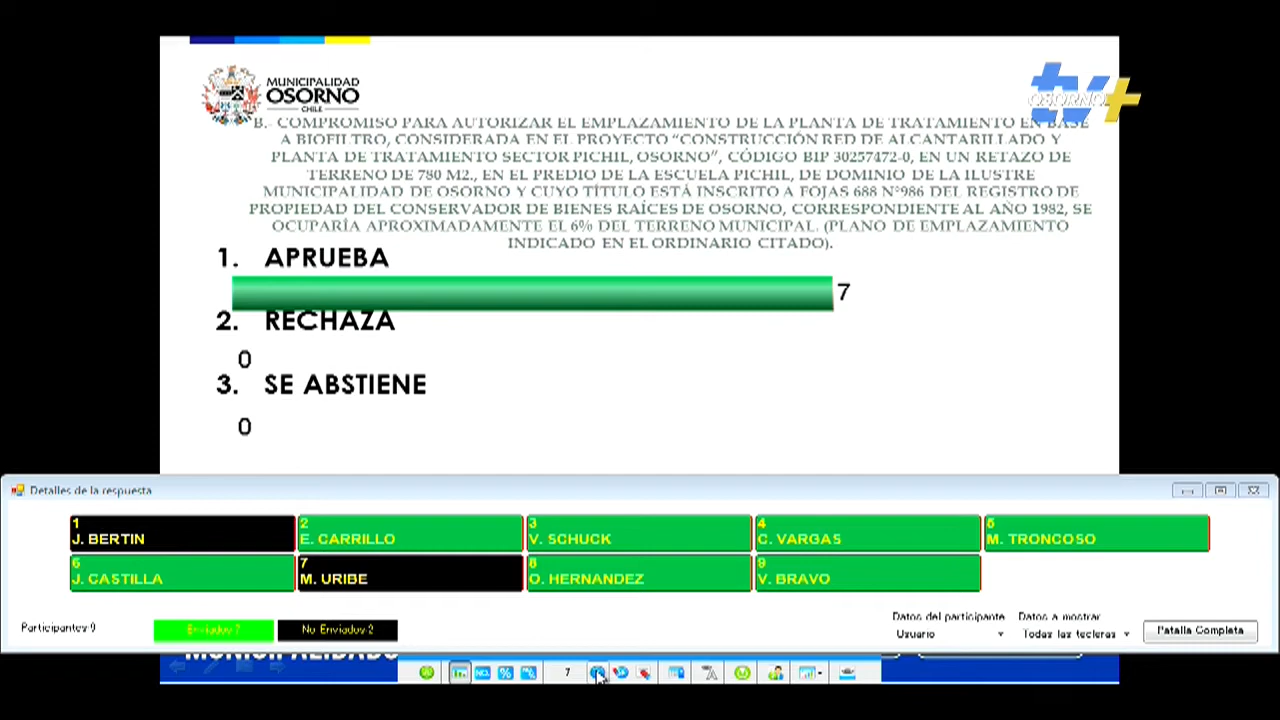 MUNICIPALIDAD
OSORNO
CHILE
tv+
OSORNO
B.- COMPROMISO PARA AUTORIZAR EL EMPLAZAMIENTO DE LA PLANTA DE TRATAMIENTO EN BASE
A BIOFILTRO, CONSIDERADA EN EL PROYECTO “CONSTRUCCIÓN RED DE ALCANTARILLADO Y
PLANTA DE TRATAMIENTO SECTOR PICHIL, OSORNO”, CÓDIGO BIP 30257472-0, EN UN RETAZO DE
TERRENO DE 780 M2., EN EL PREDIO DE LA ESCUELA PICHIL, DE DOMINIO DE LA ILUSTRE
MUNICIPALIDAD DE OSORNO Y CUYO TÍTULO ESTÁ INSCRITO A FOJAS 688 N°986 DEL REGISTRO DE
PROPIEDAD DEL CONSERVADOR DE BIENES RAÍCES DE OSORNO, CORRESPONDIENTE AL AÑO 1982, SE
OCUPARÍA APROXIMADAMENTE EL 6% DEL TERRENO MUNICIPAL. (PLANO DE EMPLAZAMIENTO
INDICADO EN EL ORDINARIO CITADO).
1. APRUEBA
7
2. RECHAZA
0
3. SE ABSTIENE
0
Detalles de la respuesta
1 J. BERTIN
2 E. CARRILLO
3 V. SCHUCK
4 C. VARGAS
5 M. TRONCOSO
6 J. CASTILLA
7 M. URIBE
8 O. HERNANDEZ
9 V. BRAVO
Participantes 9
Enviados 7
No Enviados 2
Datos del participante
Usuario
Datos a mostrar
Todas las tecleras
Patalla Completa
MUNICIPALIDAD
7